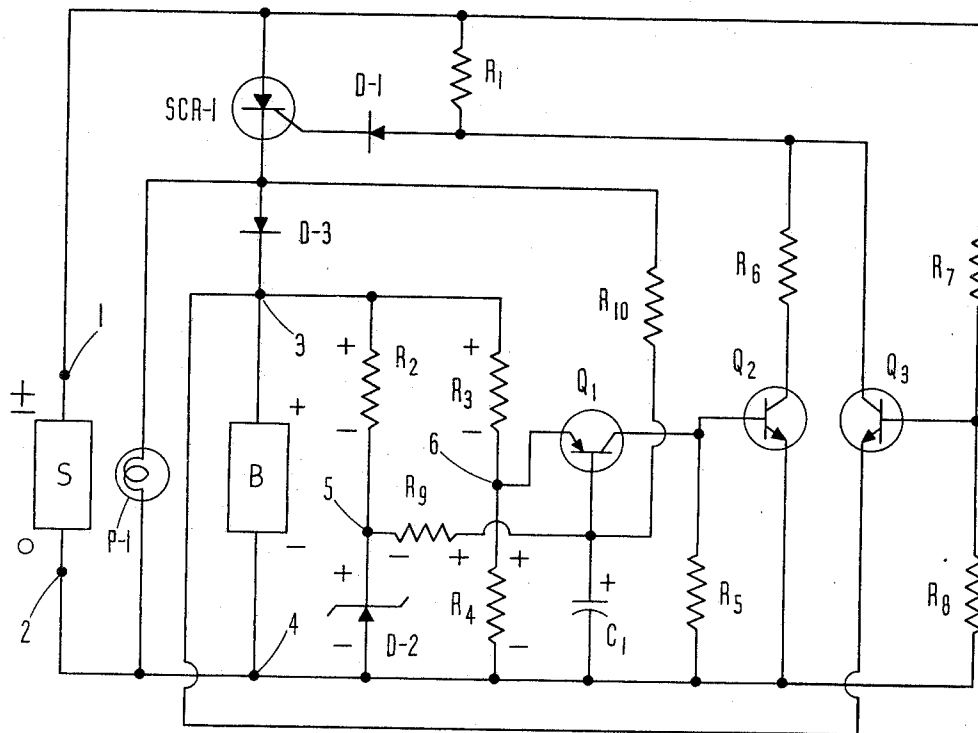 R1
D-1
SCR-1
D-3
R6
R7
R10
1
3
+
+
R2
R3
Q1
Q2
Q3
±
−
−
+
6
S
B
R9
5
P-1
−
−
+
+
+
+
R4
R5
R8
2
4
−
D-2
−
C1